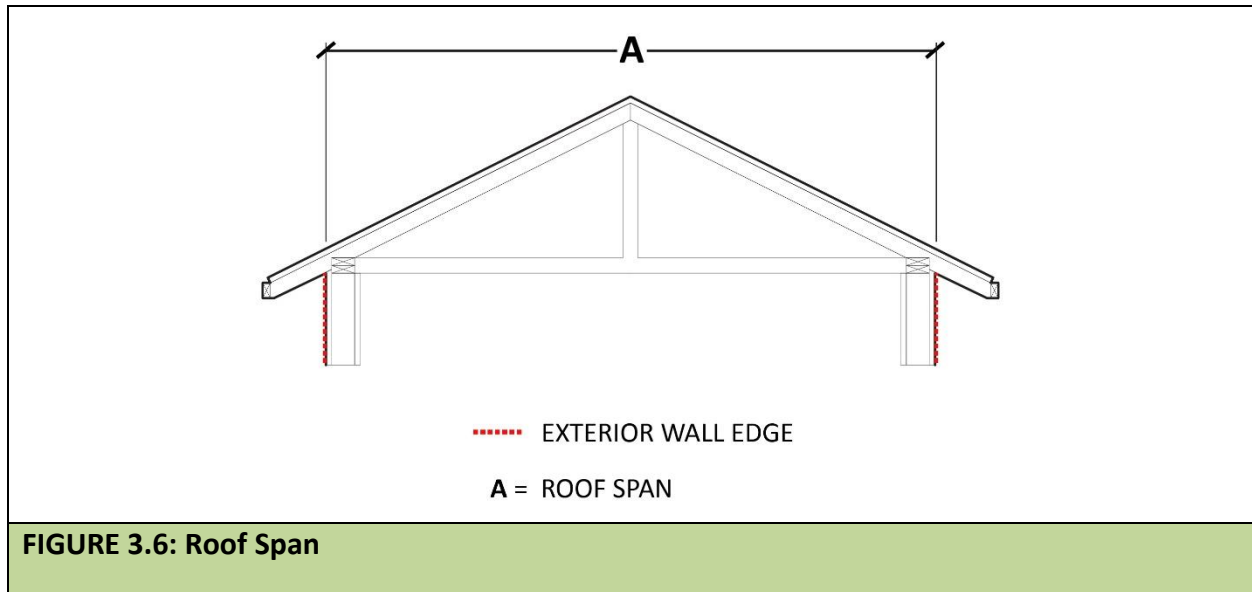 A
EXTERIOR WALL EDGE
A = ROOF SPAN
FIGURE 3.6: Roof Span